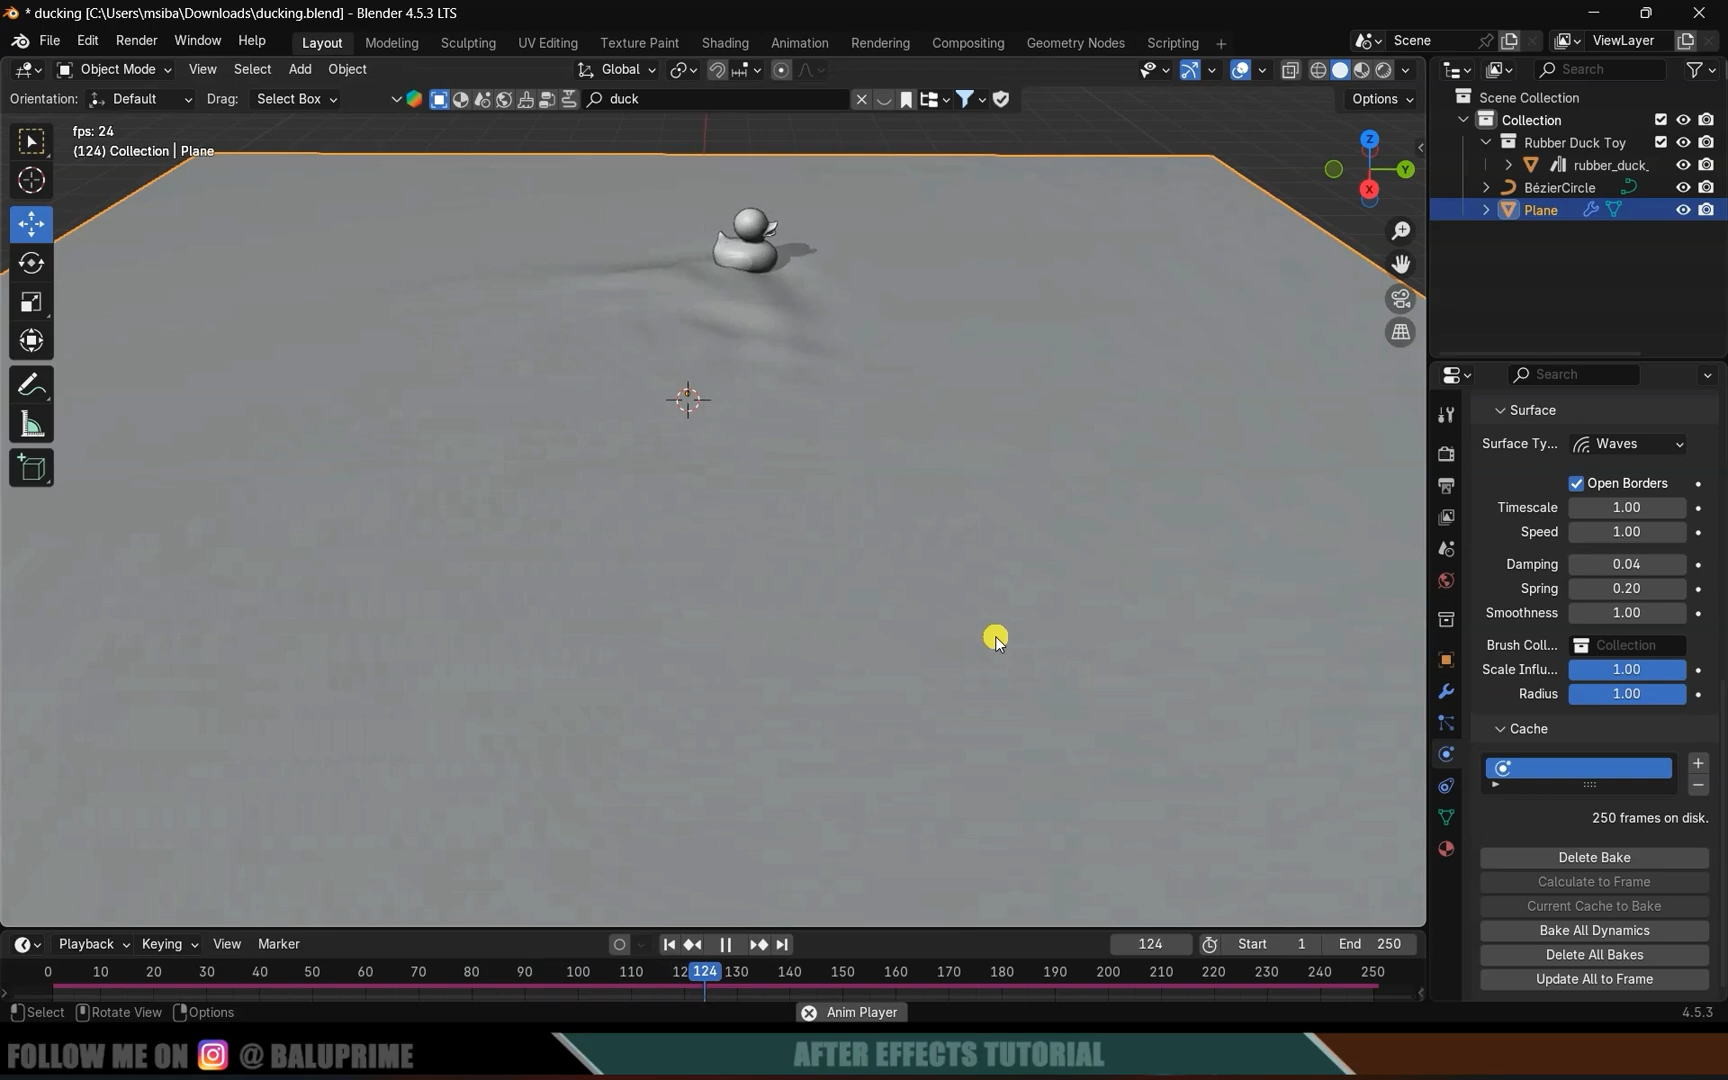 * ducking [C:\Users\msiba\Downloads\ducking.blend] - Blender 4.5.3 LTS
File Edit Render Window Help Layout Modeling Sculpting UV Editing Texture Paint Shading Animation Rendering Compositing Geometry Nodes Scripting + Scene ViewLayer
Object Mode View Select Add Object Global Search
Orientation: Default Drag: Select Box duck Options
fps: 24
(124) Collection | Plane
Z
Y
X
Scene Collection
Collection
Rubber Duck Toy
rubber_duck_
BézierCircle
Plane
Search
Surface
Surface Ty... Waves
Open Borders
Timescale 1.00
Speed 1.00
Damping 0.04
Spring 0.20
Smoothness 1.00
Brush Coll... Collection
Scale Influ... 1.00
Radius 1.00
Cache
250 frames on disk.
Delete Bake
Calculate to Frame
Current Cache to Bake
Bake All Dynamics
Delete All Bakes
Update All to Frame
Playback Keying View Marker 124 Start 1 End 250
0 10 20 30 40 50 60 70 80 90 100 110 12 124 130 140 150 160 170 180 190 200 210 220 230 240 250
Select Rotate View Options Anim Player 4.5.3
FOLLOW ME ON @ BALUPRIME AFTER EFFECTS TUTORIAL